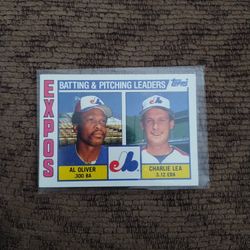 BATTING & PITCHING LEADERS
Topps
EXPOS
AL OLIVER
.300 BA
CHARLIE LEA
3.12 ERA